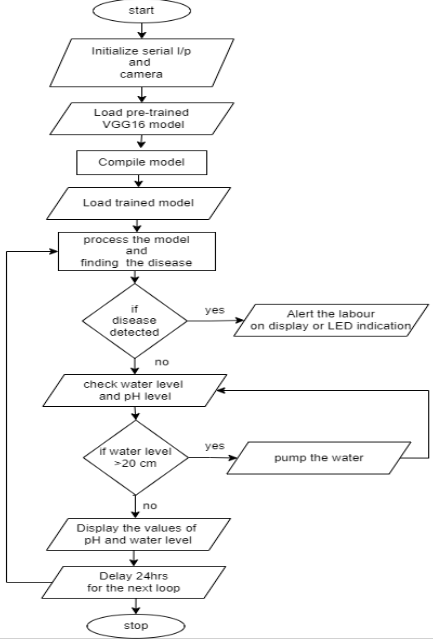 start
Initialize serial I/p
and
camera
Load pre-trained
VGG16 model
Compile model
Load trained model
process the model
and
finding the disease
if
disease
detected
yes
Alert the labour
on display or LED indication
no
check water level
and pH level
if water level
>20 cm
yes
pump the water
no
Display the values of
pH and water level
Delay 24hrs
for the next loop
stop